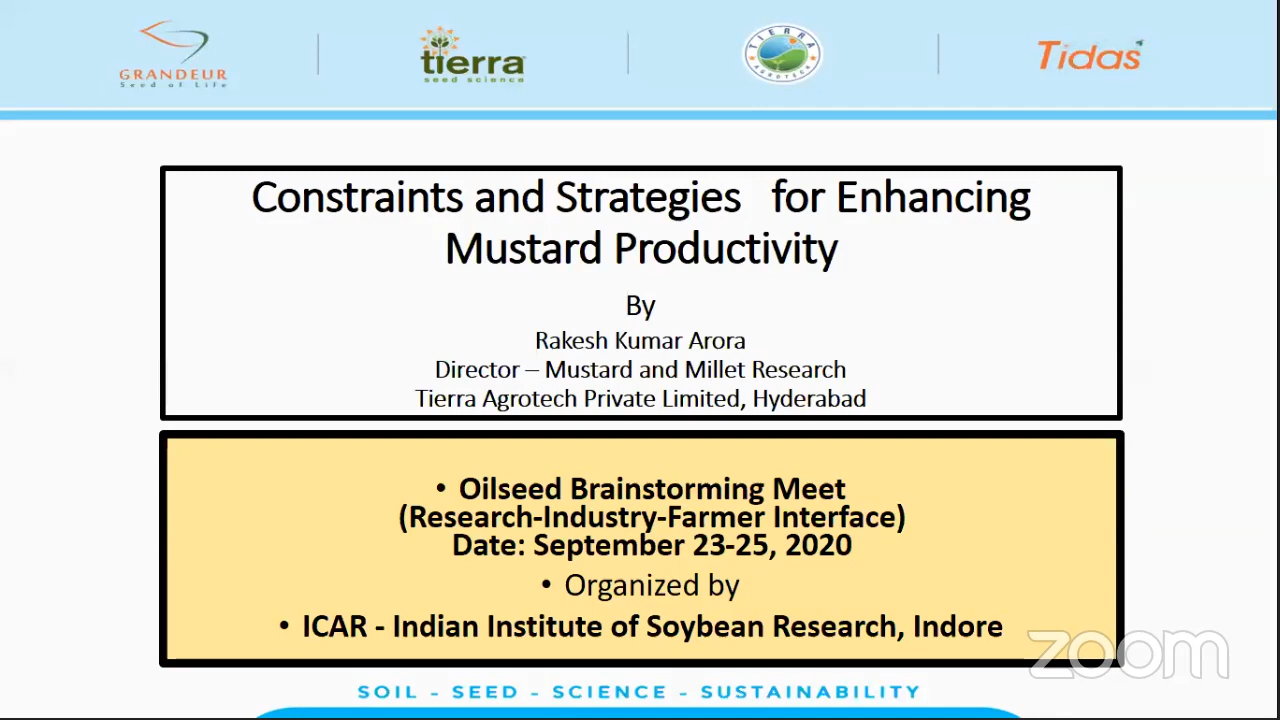 GRANDEUR
Seed of Life
tierra
seed science
TIERRA
AGROTECH
Tidas
Constraints and Strategies for Enhancing
Mustard Productivity
By
Rakesh Kumar Arora
Director – Mustard and Millet Research
Tierra Agrotech Private Limited, Hyderabad
• Oilseed Brainstorming Meet
(Research-Industry-Farmer Interface)
Date: September 23-25, 2020
• Organized by
• ICAR - Indian Institute of Soybean Research, Indore
zoom
SOIL - SEED - SCIENCE - SUSTAINABILITY